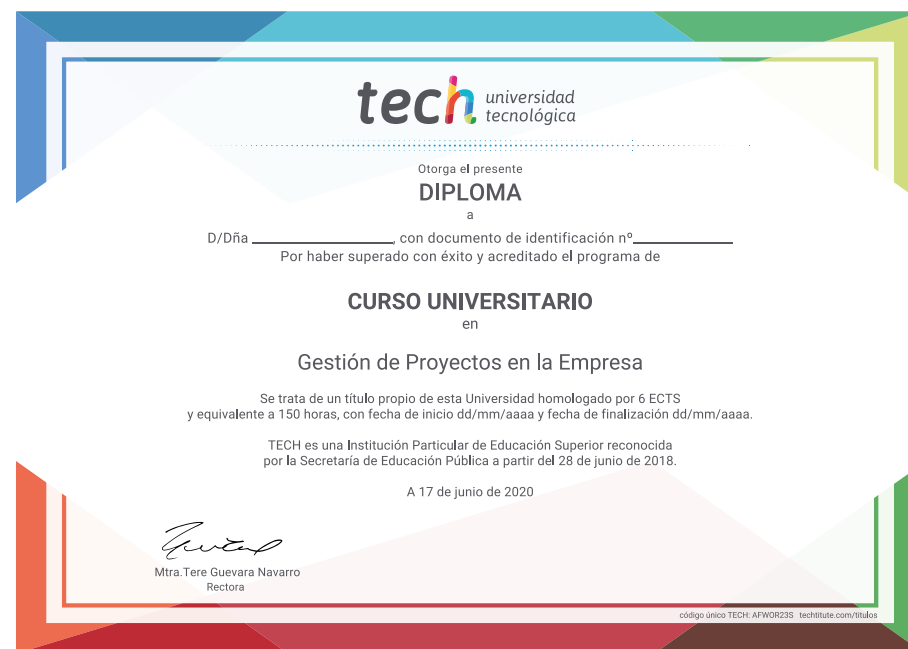 tech universidad
tecnológica
Otorga el presente
DIPLOMA
a
D/Dña ____________________, con documento de identificación nº______________
Por haber superado con éxito y acreditado el programa de
CURSO UNIVERSITARIO
en
Gestión de Proyectos en la Empresa
Se trata de un título propio de esta Universidad homologado por 6 ECTS
y equivalente a 150 horas, con fecha de inicio dd/mm/aaaa y fecha de finalización dd/mm/aaaa.
TECH es una Institución Particular de Educación Superior reconocida
por la Secretaría de Educación Pública a partir del 28 de junio de 2018.
A 17 de junio de 2020
Mtra.Tere Guevara Navarro
Rectora
código único TECH: AFWOR23S techtitute.com/titulos